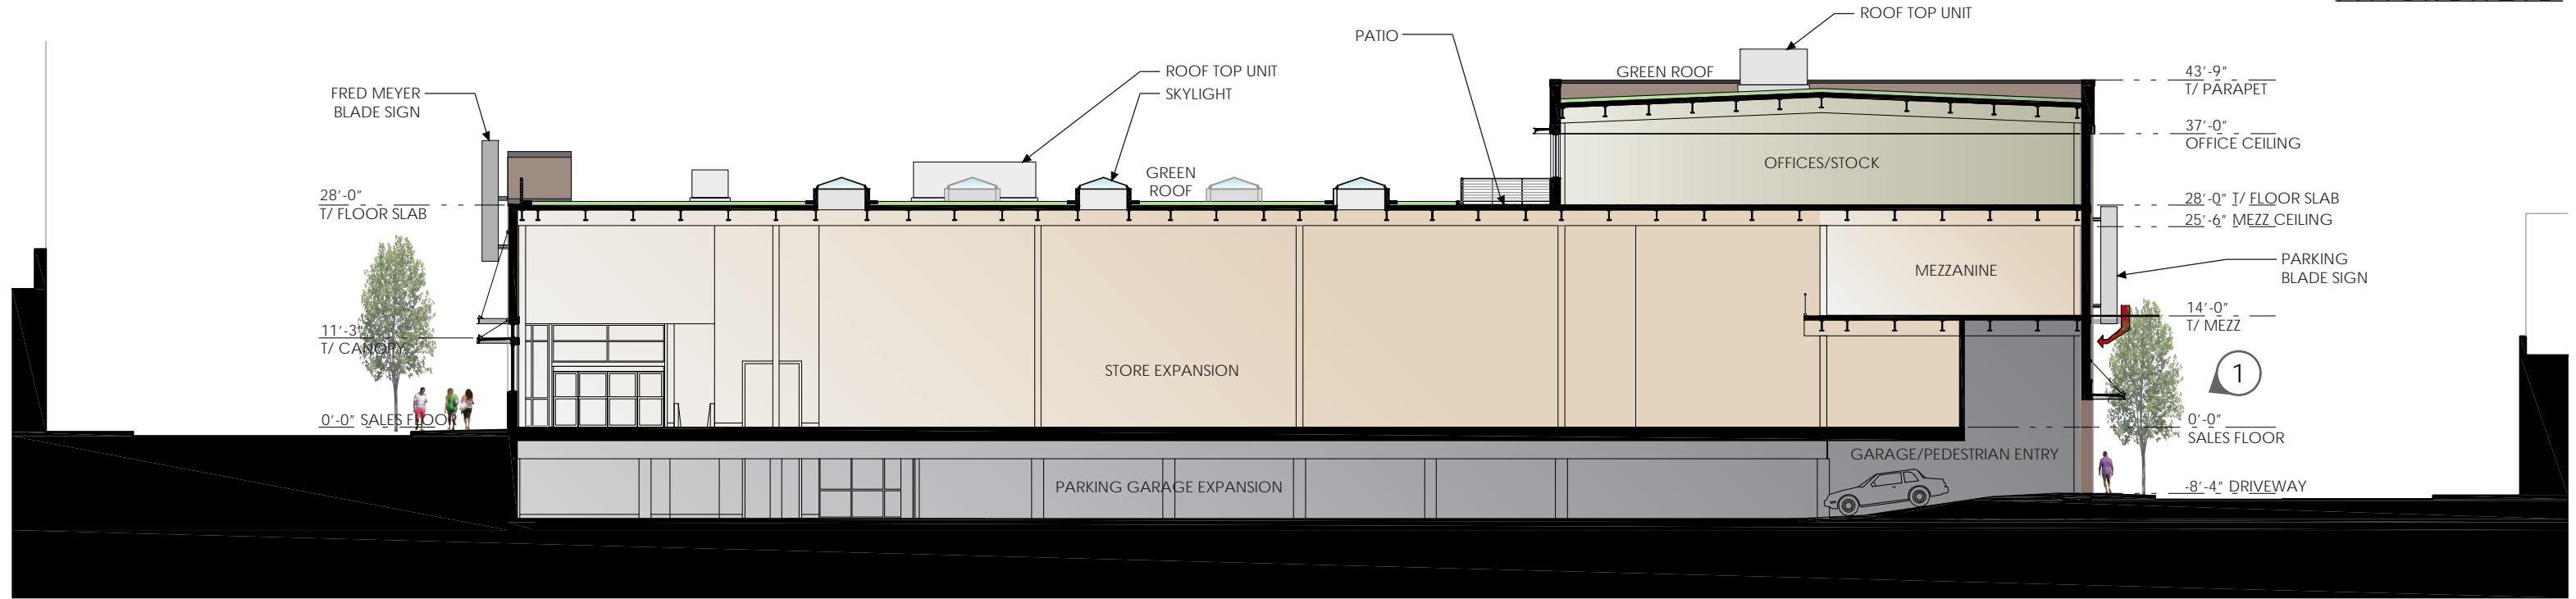 ROOF TOP UNIT
PATIO
ROOF TOP UNIT
SKYLIGHT
GREEN ROOF
43'-9"
T/ PARAPET
FRED MEYER
BLADE SIGN
37'-0"
OFFICE CEILING
OFFICES/STOCK
GREEN
ROOF
28'-0"
T/ FLOOR SLAB
28'-0" T/ FLOOR SLAB
25'-6" MEZZ CEILING
MEZZANINE
PARKING
BLADE SIGN
14'-0"
T/ MEZZ
11'-3"
T/ CANOPY
STORE EXPANSION
1
0'-0" SALES FLOOR
0'-0"
SALES FLOOR
GARAGE/PEDESTRIAN ENTRY
PARKING GARAGE EXPANSION
-8'-4" DRIVEWAY